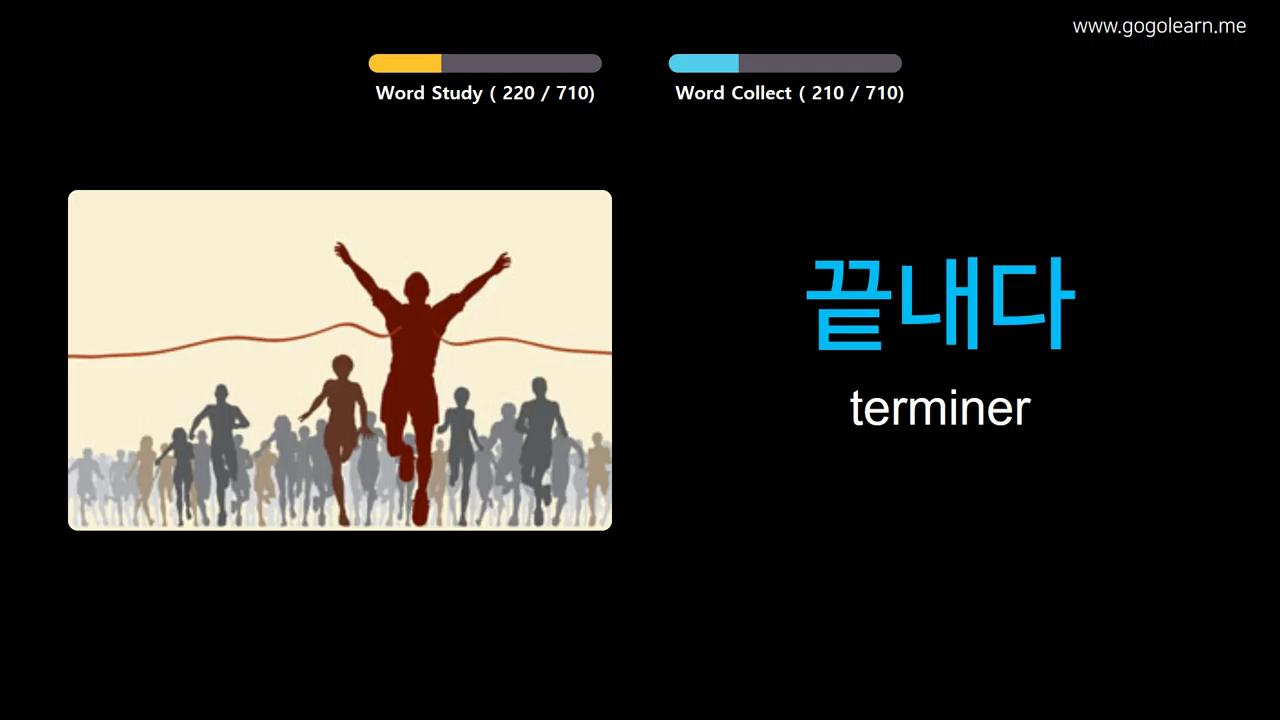 www.gogolearn.me
Word Study ( 220 / 710)
Word Collect ( 210 / 710)
끝내다
terminer